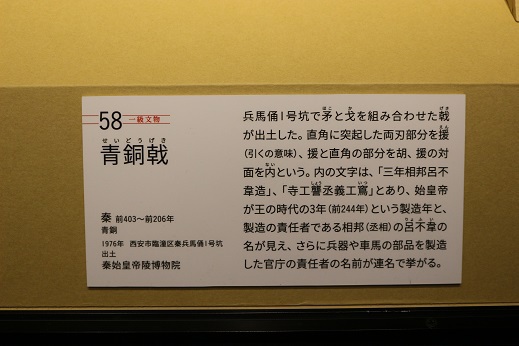 58 一級文物
せいどうげき
青銅戟
秦 前403～前206年
青銅
1976年 西安市臨潼区秦兵馬俑1号坑
出土
秦始皇帝陵博物院
兵馬俑1号坑で矛と戈を組み合わせた戟
が出土した。直角に突起した両刃部分を援
(引くの意味)、援と直角の部分を胡、援の対
面を内という。内の文字は、「三年相邦呂不
韋造」、「寺工讋丞義工窵」とあり、始皇帝
が王の時代の3年(前244年)という製造年と、
製造の責任者である相邦(丞相)の呂不韋の
名が見え、さらに兵器や車馬の部品を製造
した官庁の責任者の名前が連名で挙がる。